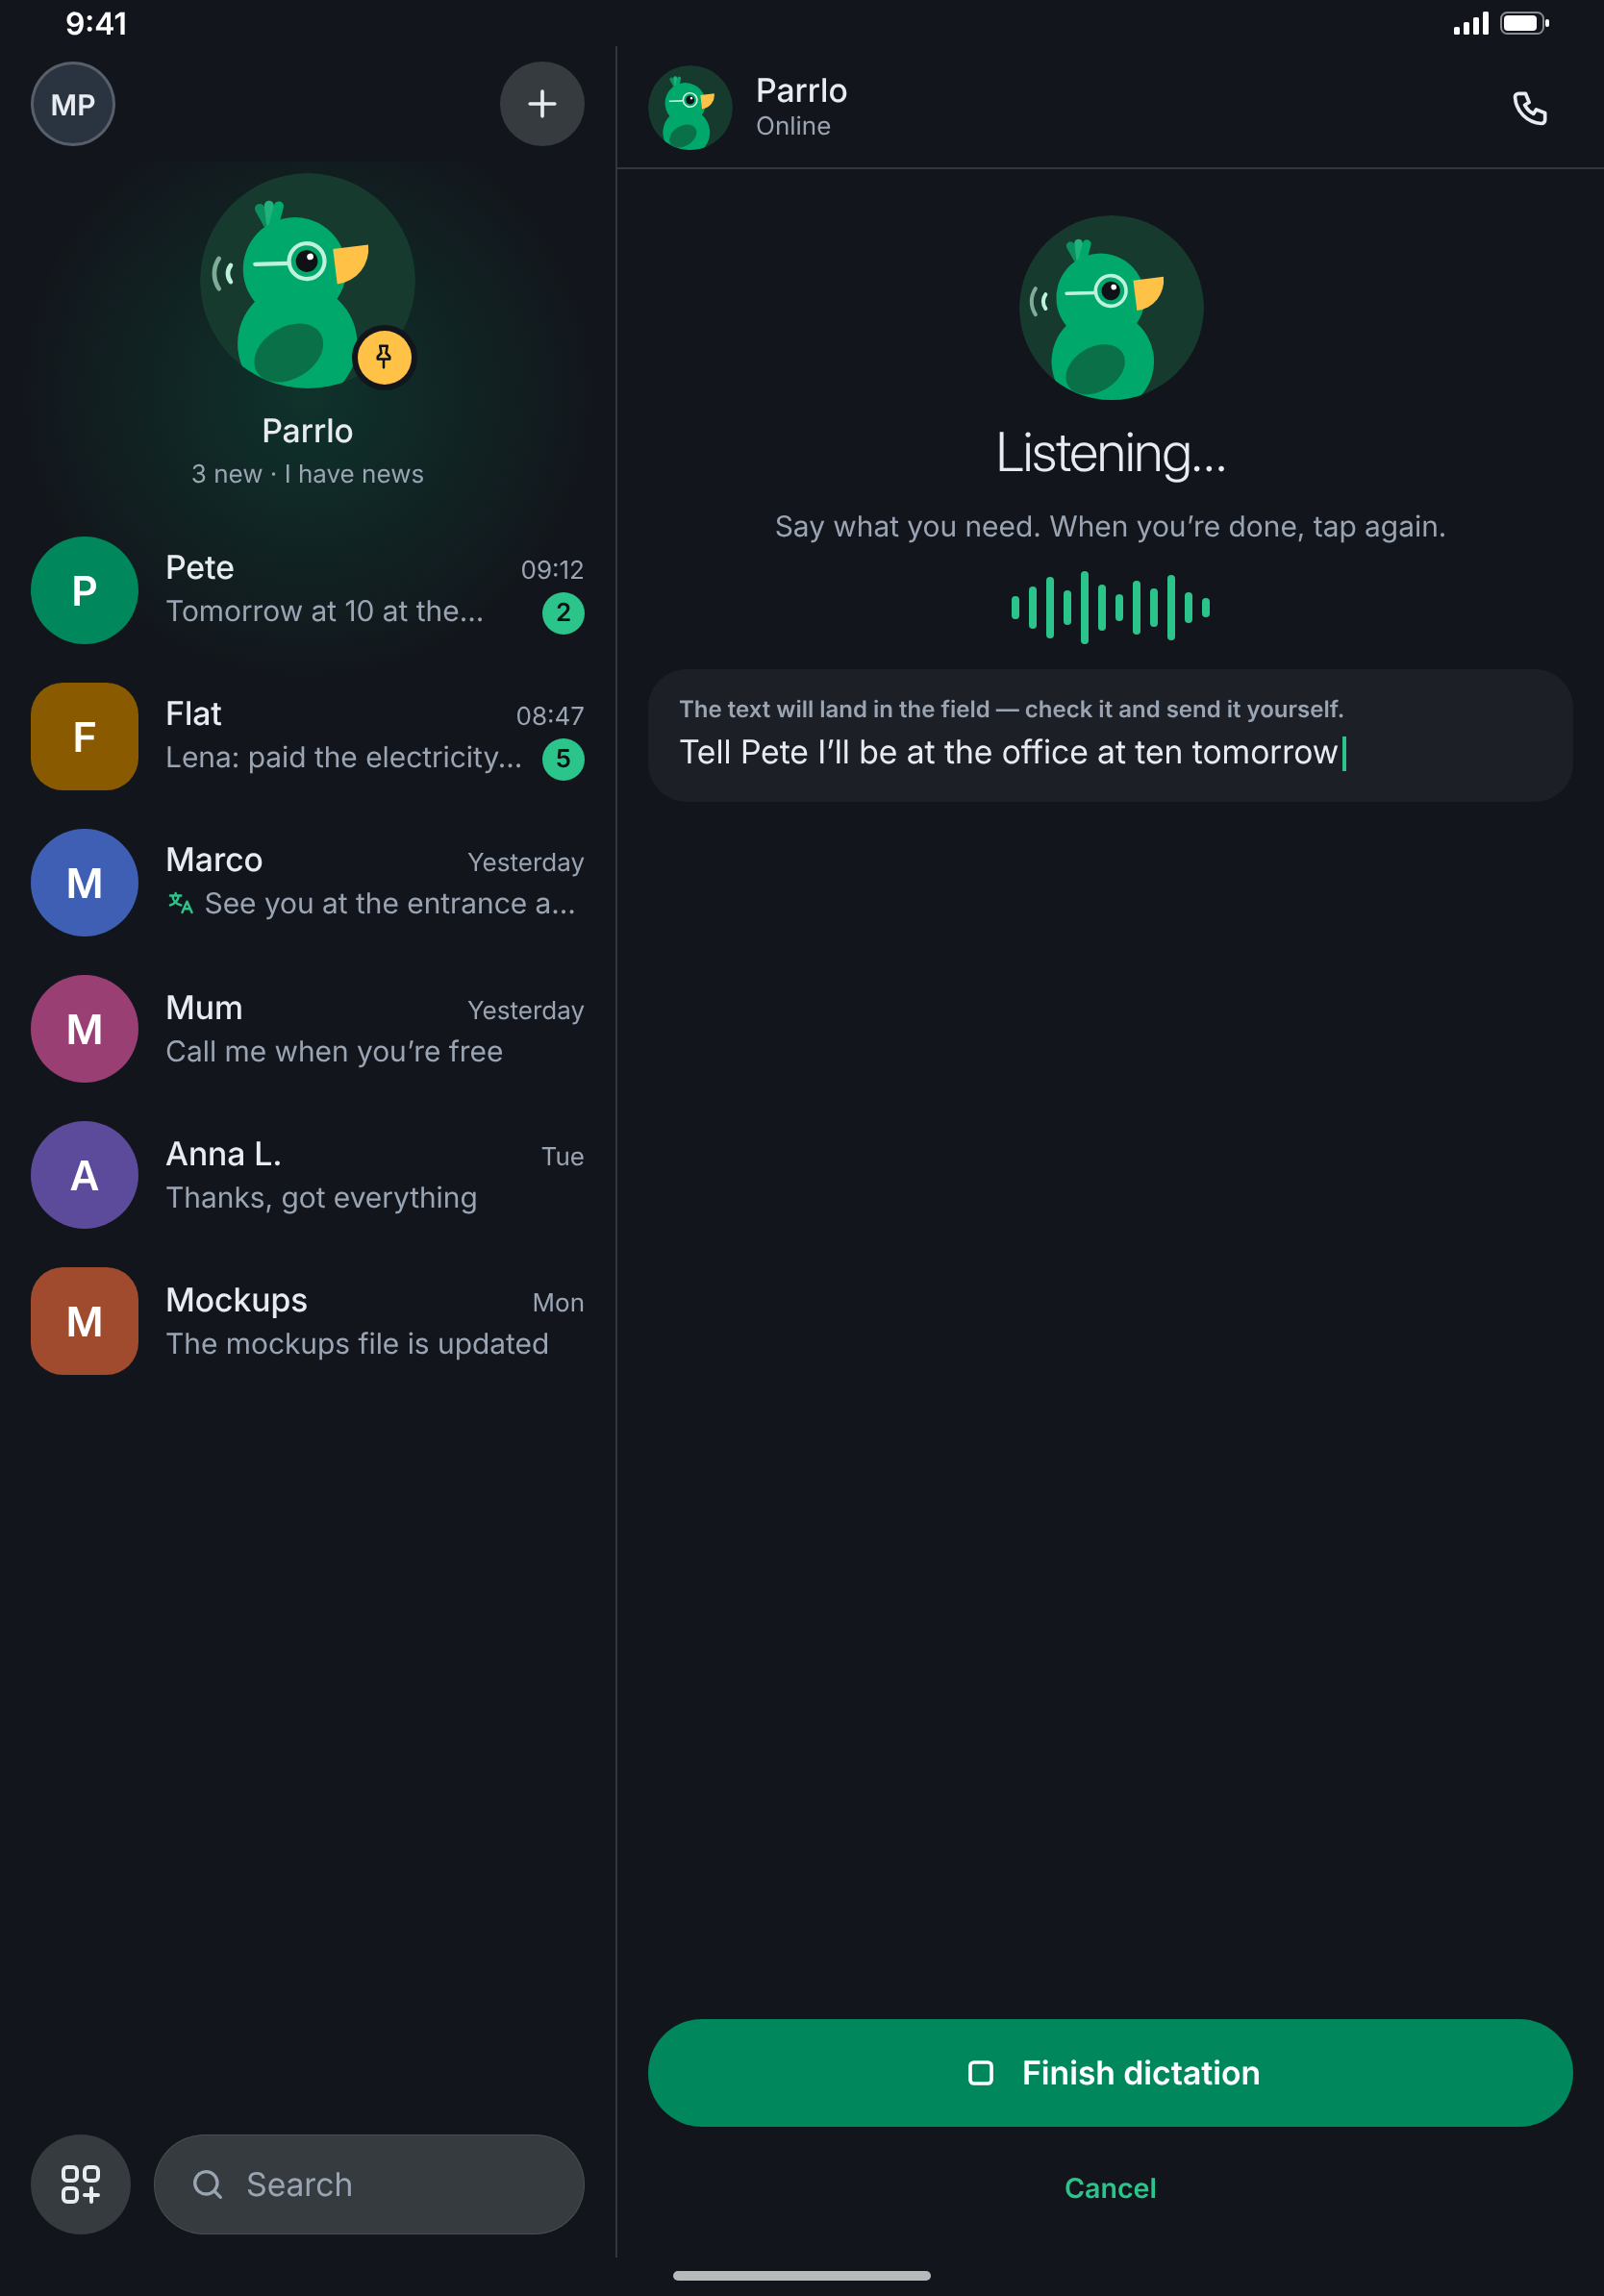 9:41
MP
Parrlo
3 new · I have news
P
Pete
09:12
Tomorrow at 10 at the...
2
F
Flat
08:47
Lena: paid the electricity...
5
M
Marco
Yesterday
See you at the entrance a...
M
Mum
Yesterday
Call me when you’re free
A
Anna L.
Tue
Thanks, got everything
M
Mockups
Mon
The mockups file is updated
Search
Parrlo
Online
Listening...
Say what you need. When you’re done, tap again.
The text will land in the field — check it and send it yourself.
Tell Pete I’ll be at the office at ten tomorrow
Finish dictation
Cancel